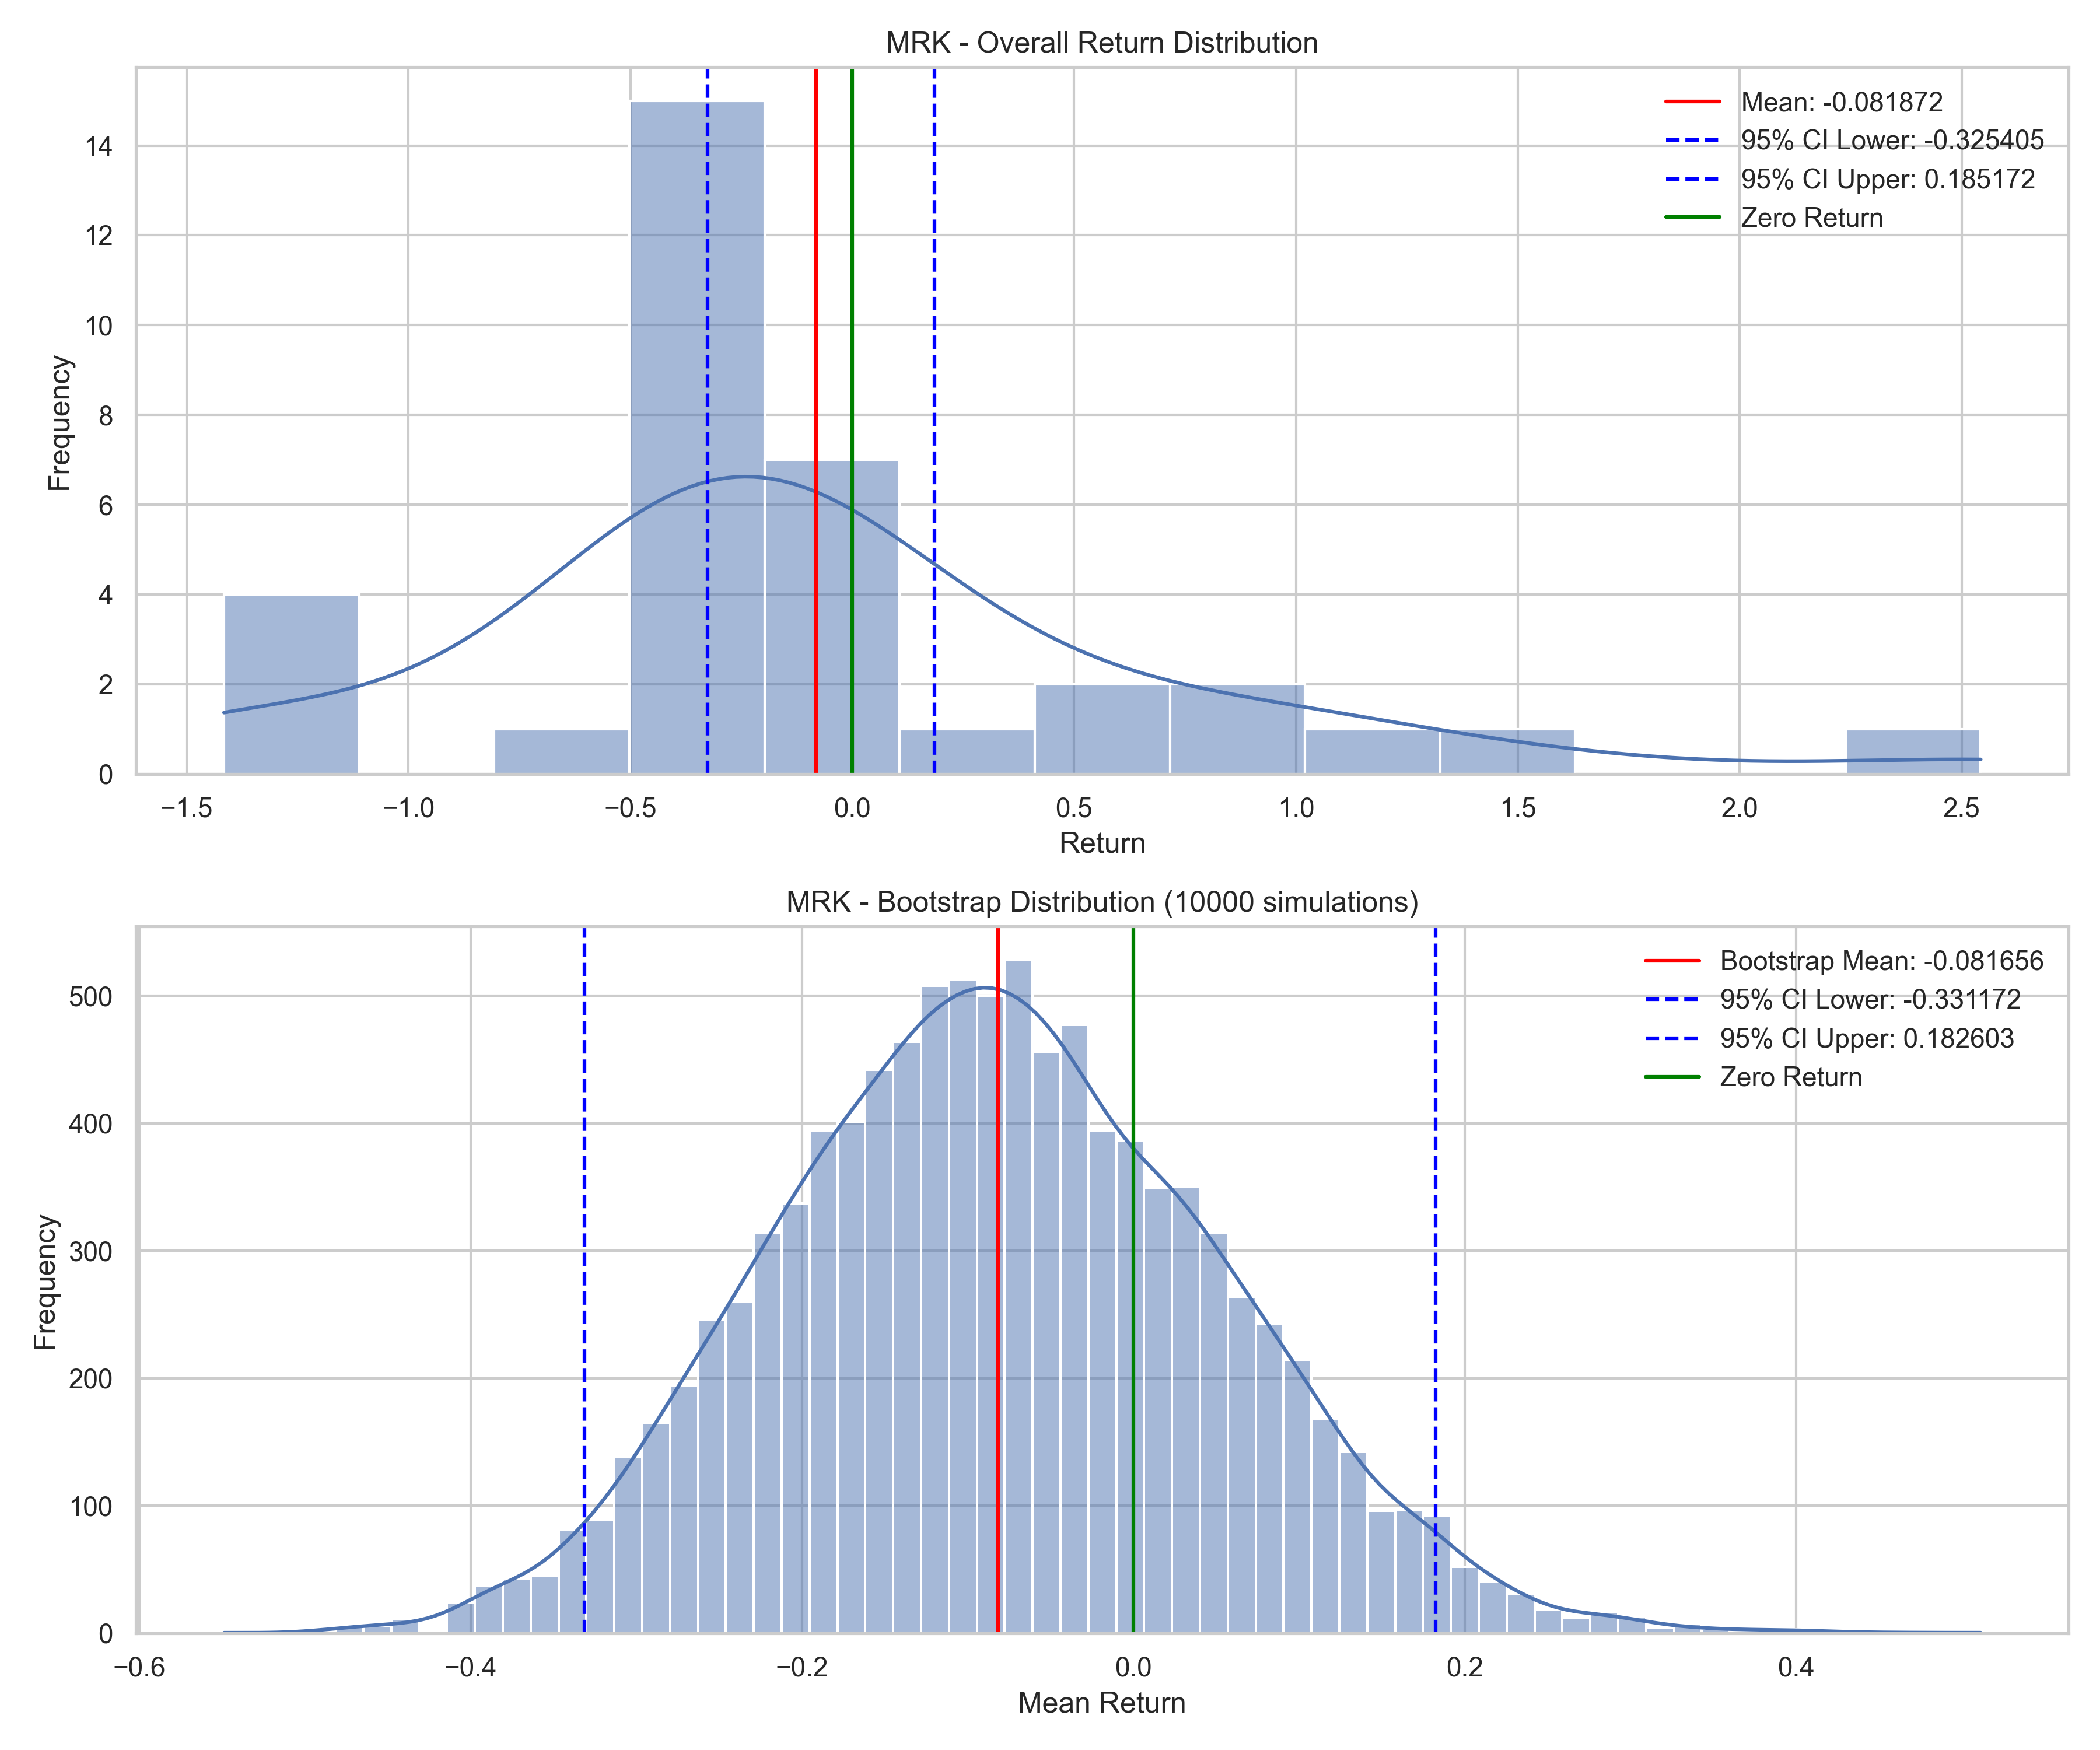 MRK - Overall Return Distribution
Mean: -0.081872
95% CI Lower: -0.325405
95% CI Upper: 0.185172
Zero Return
Frequency
14
12
10
8
6
4
2
0
−1.5 −1.0 −0.5 0.0 0.5 1.0 1.5 2.0 2.5
Return
MRK - Bootstrap Distribution (10000 simulations)
Bootstrap Mean: -0.081656
95% CI Lower: -0.331172
95% CI Upper: 0.182603
Zero Return
Frequency
500
400
300
200
100
0
−0.6 −0.4 −0.2 0.0 0.2 0.4
Mean Return